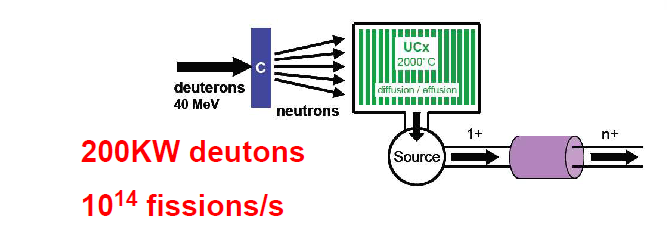 deuterons
40 MeV
C
neutrons
UCx
2000°C
diffusion / effusion
Source
1+
n+
200KW deutons
10¹⁴ fissions/s